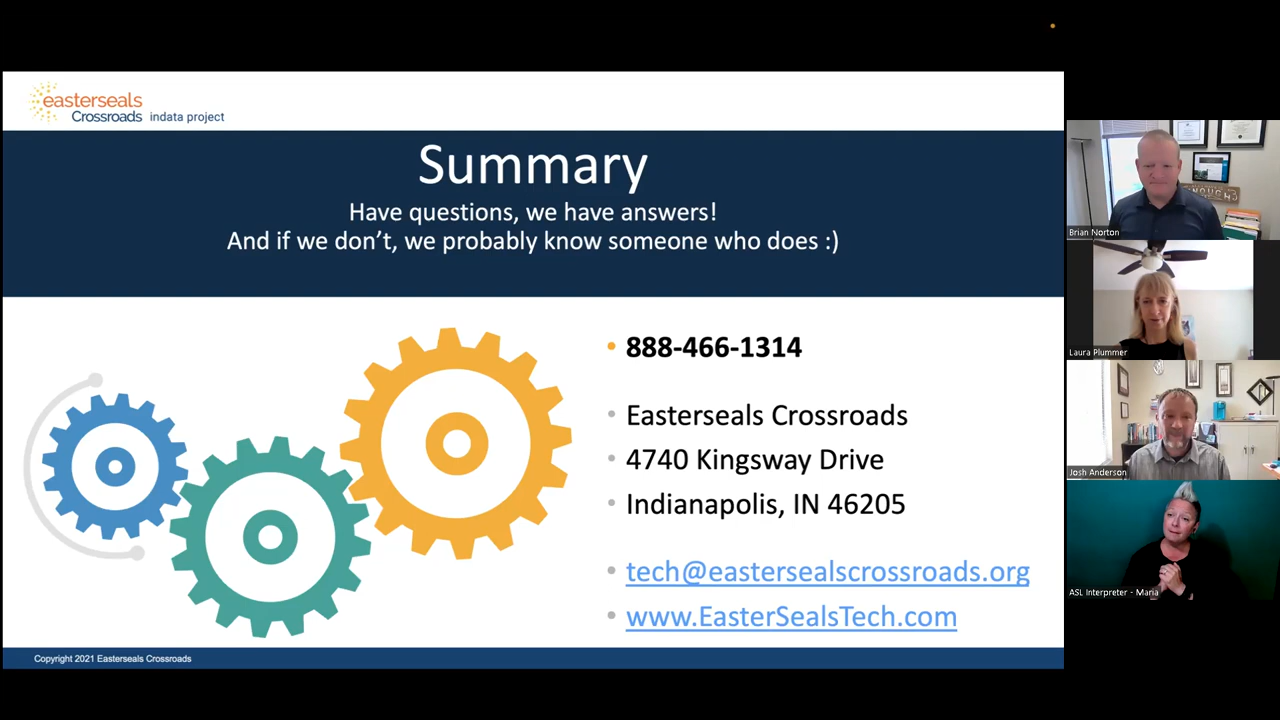 easterseals
Crossroads indata project
Summary
Have questions, we have answers!
And if we don't, we probably know someone who does :)
888-466-1314
Easterseals Crossroads
4740 Kingsway Drive
Indianapolis, IN 46205
tech@eastersealscrossroads.org
www.EasterSealsTech.com
Copyright 2021 Easterseals Crossroads
Brian Norton
Laura Plummer
Josh Anderson
ASL Interpreter - Maria